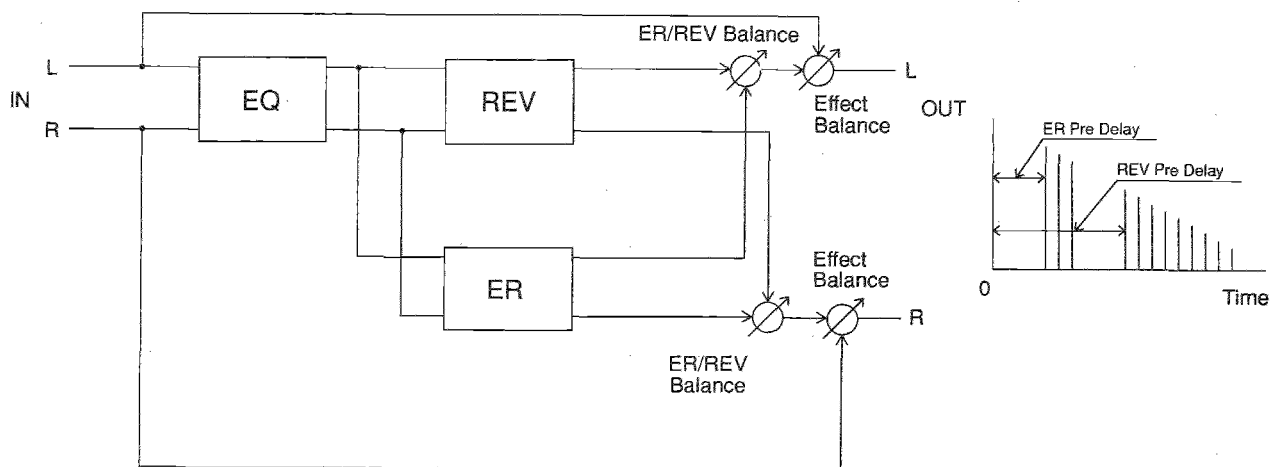 ER/REV Balance
L
IN
R
EQ
REV
ER
L
Effect
Balance
OUT
Effect
Balance
R
ER/REV
Balance
ER Pre Delay
REV Pre Delay
0
Time